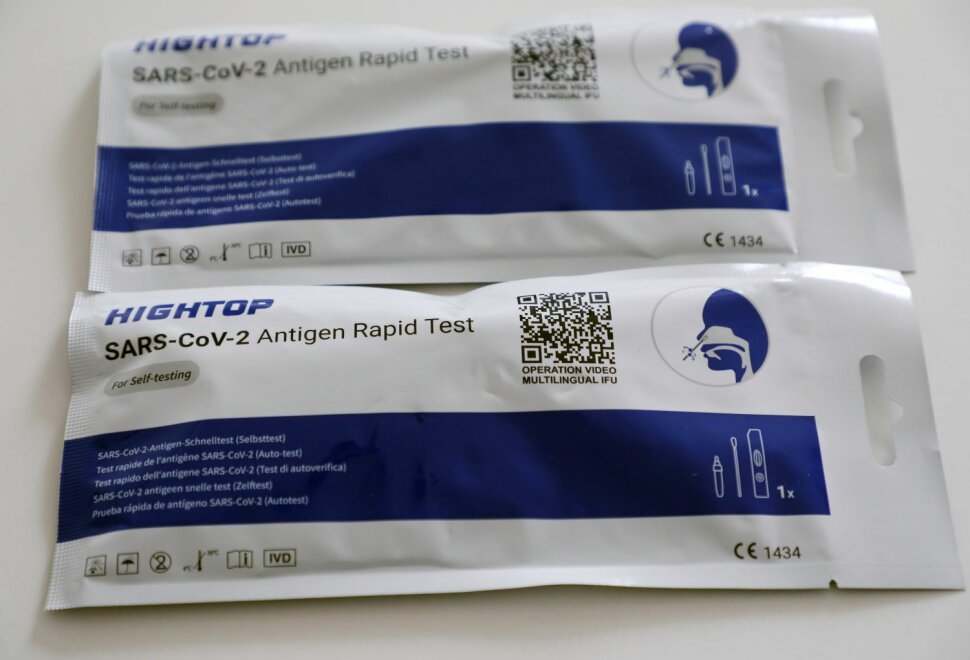 HIGHTOP
SARS-CoV-2 Antigen Rapid Test
For Self-testing
OPERATION VIDEO
MULTILINGUAL IFU
SARS-CoV-2-Antigen-Schnelltest (Selbsttest)
Test rapide de l'antigène SARS-CoV-2 (Auto-test)
Test rapido dell'antigene SARS-CoV-2 (Test di autoverifica)
SARS-CoV-2 antigeen snelle test (Zelftest)
Prueba rápida de antígeno SARS-CoV-2 (Autotest)
1x
IVD
CE 1434
HIGHTOP
SARS-CoV-2 Antigen Rapid Test
For Self-testing
OPERATION VIDEO
MULTILINGUAL IFU
SARS-CoV-2-Antigen-Schnelltest (Selbsttest)
Test rapide de l'antigène SARS-CoV-2 (Auto-test)
Test rapido dell'antigene SARS-CoV-2 (Test di autoverifica)
SARS-CoV-2 antigeen snelle test (Zelftest)
Prueba rápida de antígeno SARS-CoV-2 (Autotest)
1x
2
i
IVD
CE 1434